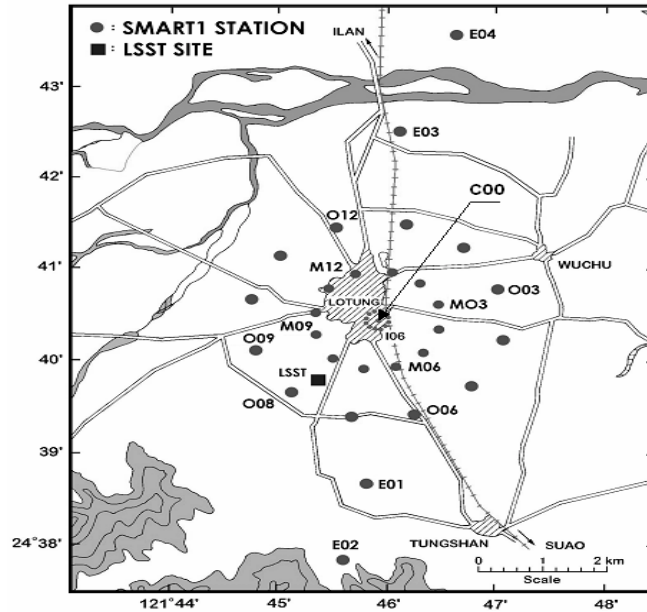 : SMART1 STATION
: LSST SITE
E04
ILAN
43'
E03
42'
C00
O12
41'
M12
WUCHU
LOTUNG
MO3
O03
M09
I06
O09
40'
LSST
M06
O08
O06
39'
E01
24°38'
TUNGSHAN
SUAO
E02
0 1 2 km
Scale
121°44' 45' 46' 47' 48'